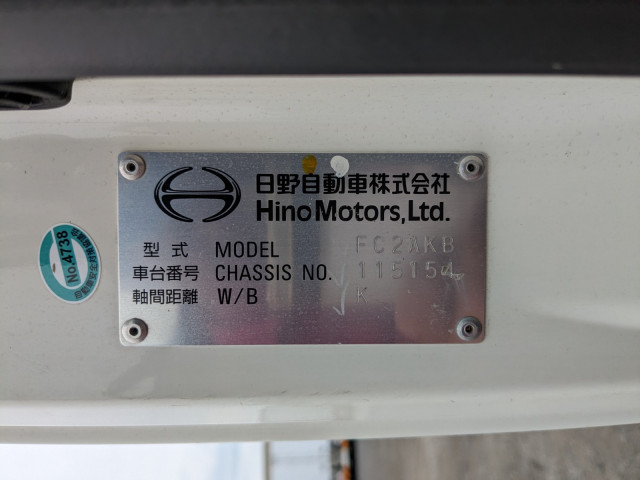 日野自動車株式会社
Hino Motors, Ltd.
型式 MODEL FC2AKB
車台番号 CHASSIS NO. 115154
軸間距離 W/B K
No.4738